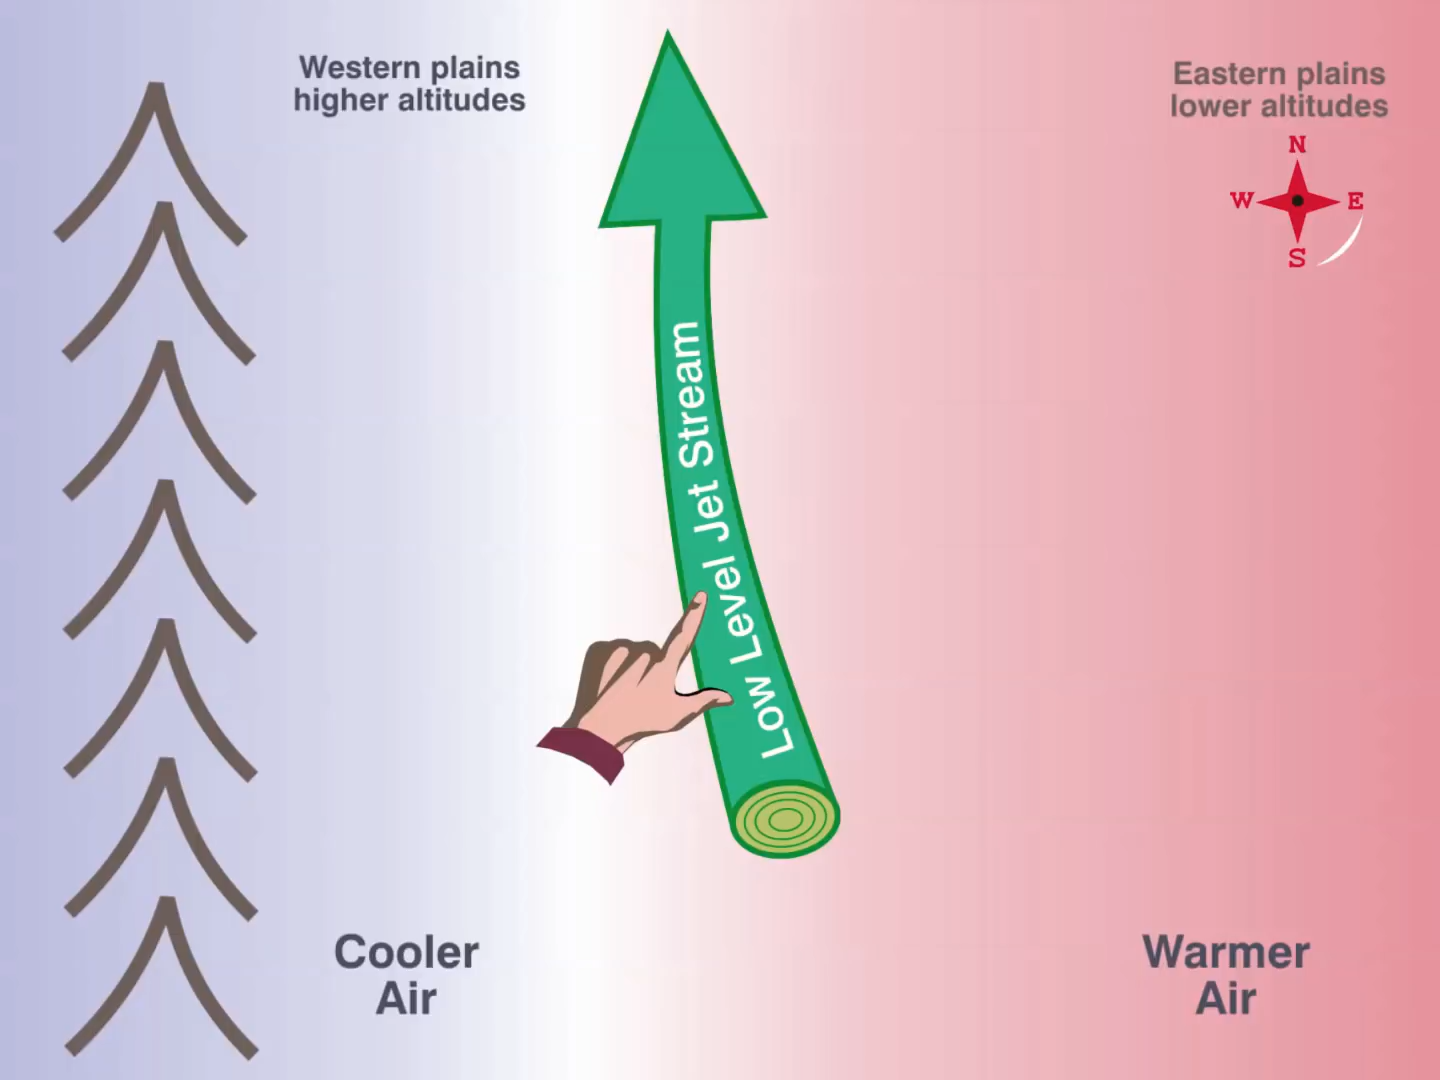 Western plains
higher altitudes
Eastern plains
lower altitudes
N
W E
S
Low Level Jet Stream
Cooler
Air
Warmer
Air